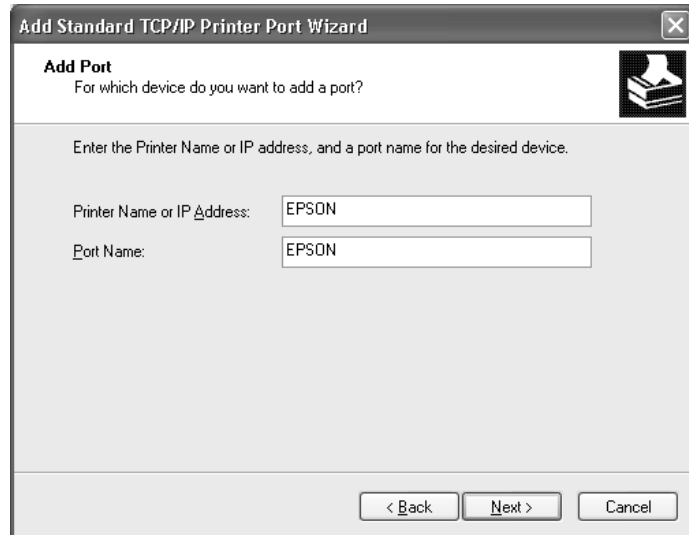 Add Standard TCP/IP Printer Port Wizard
Add Port
For which device do you want to add a port?
Enter the Printer Name or IP address, and a port name for the desired device.
Printer Name or IP Address: EPSON
Port Name: EPSON
< Back Next > Cancel